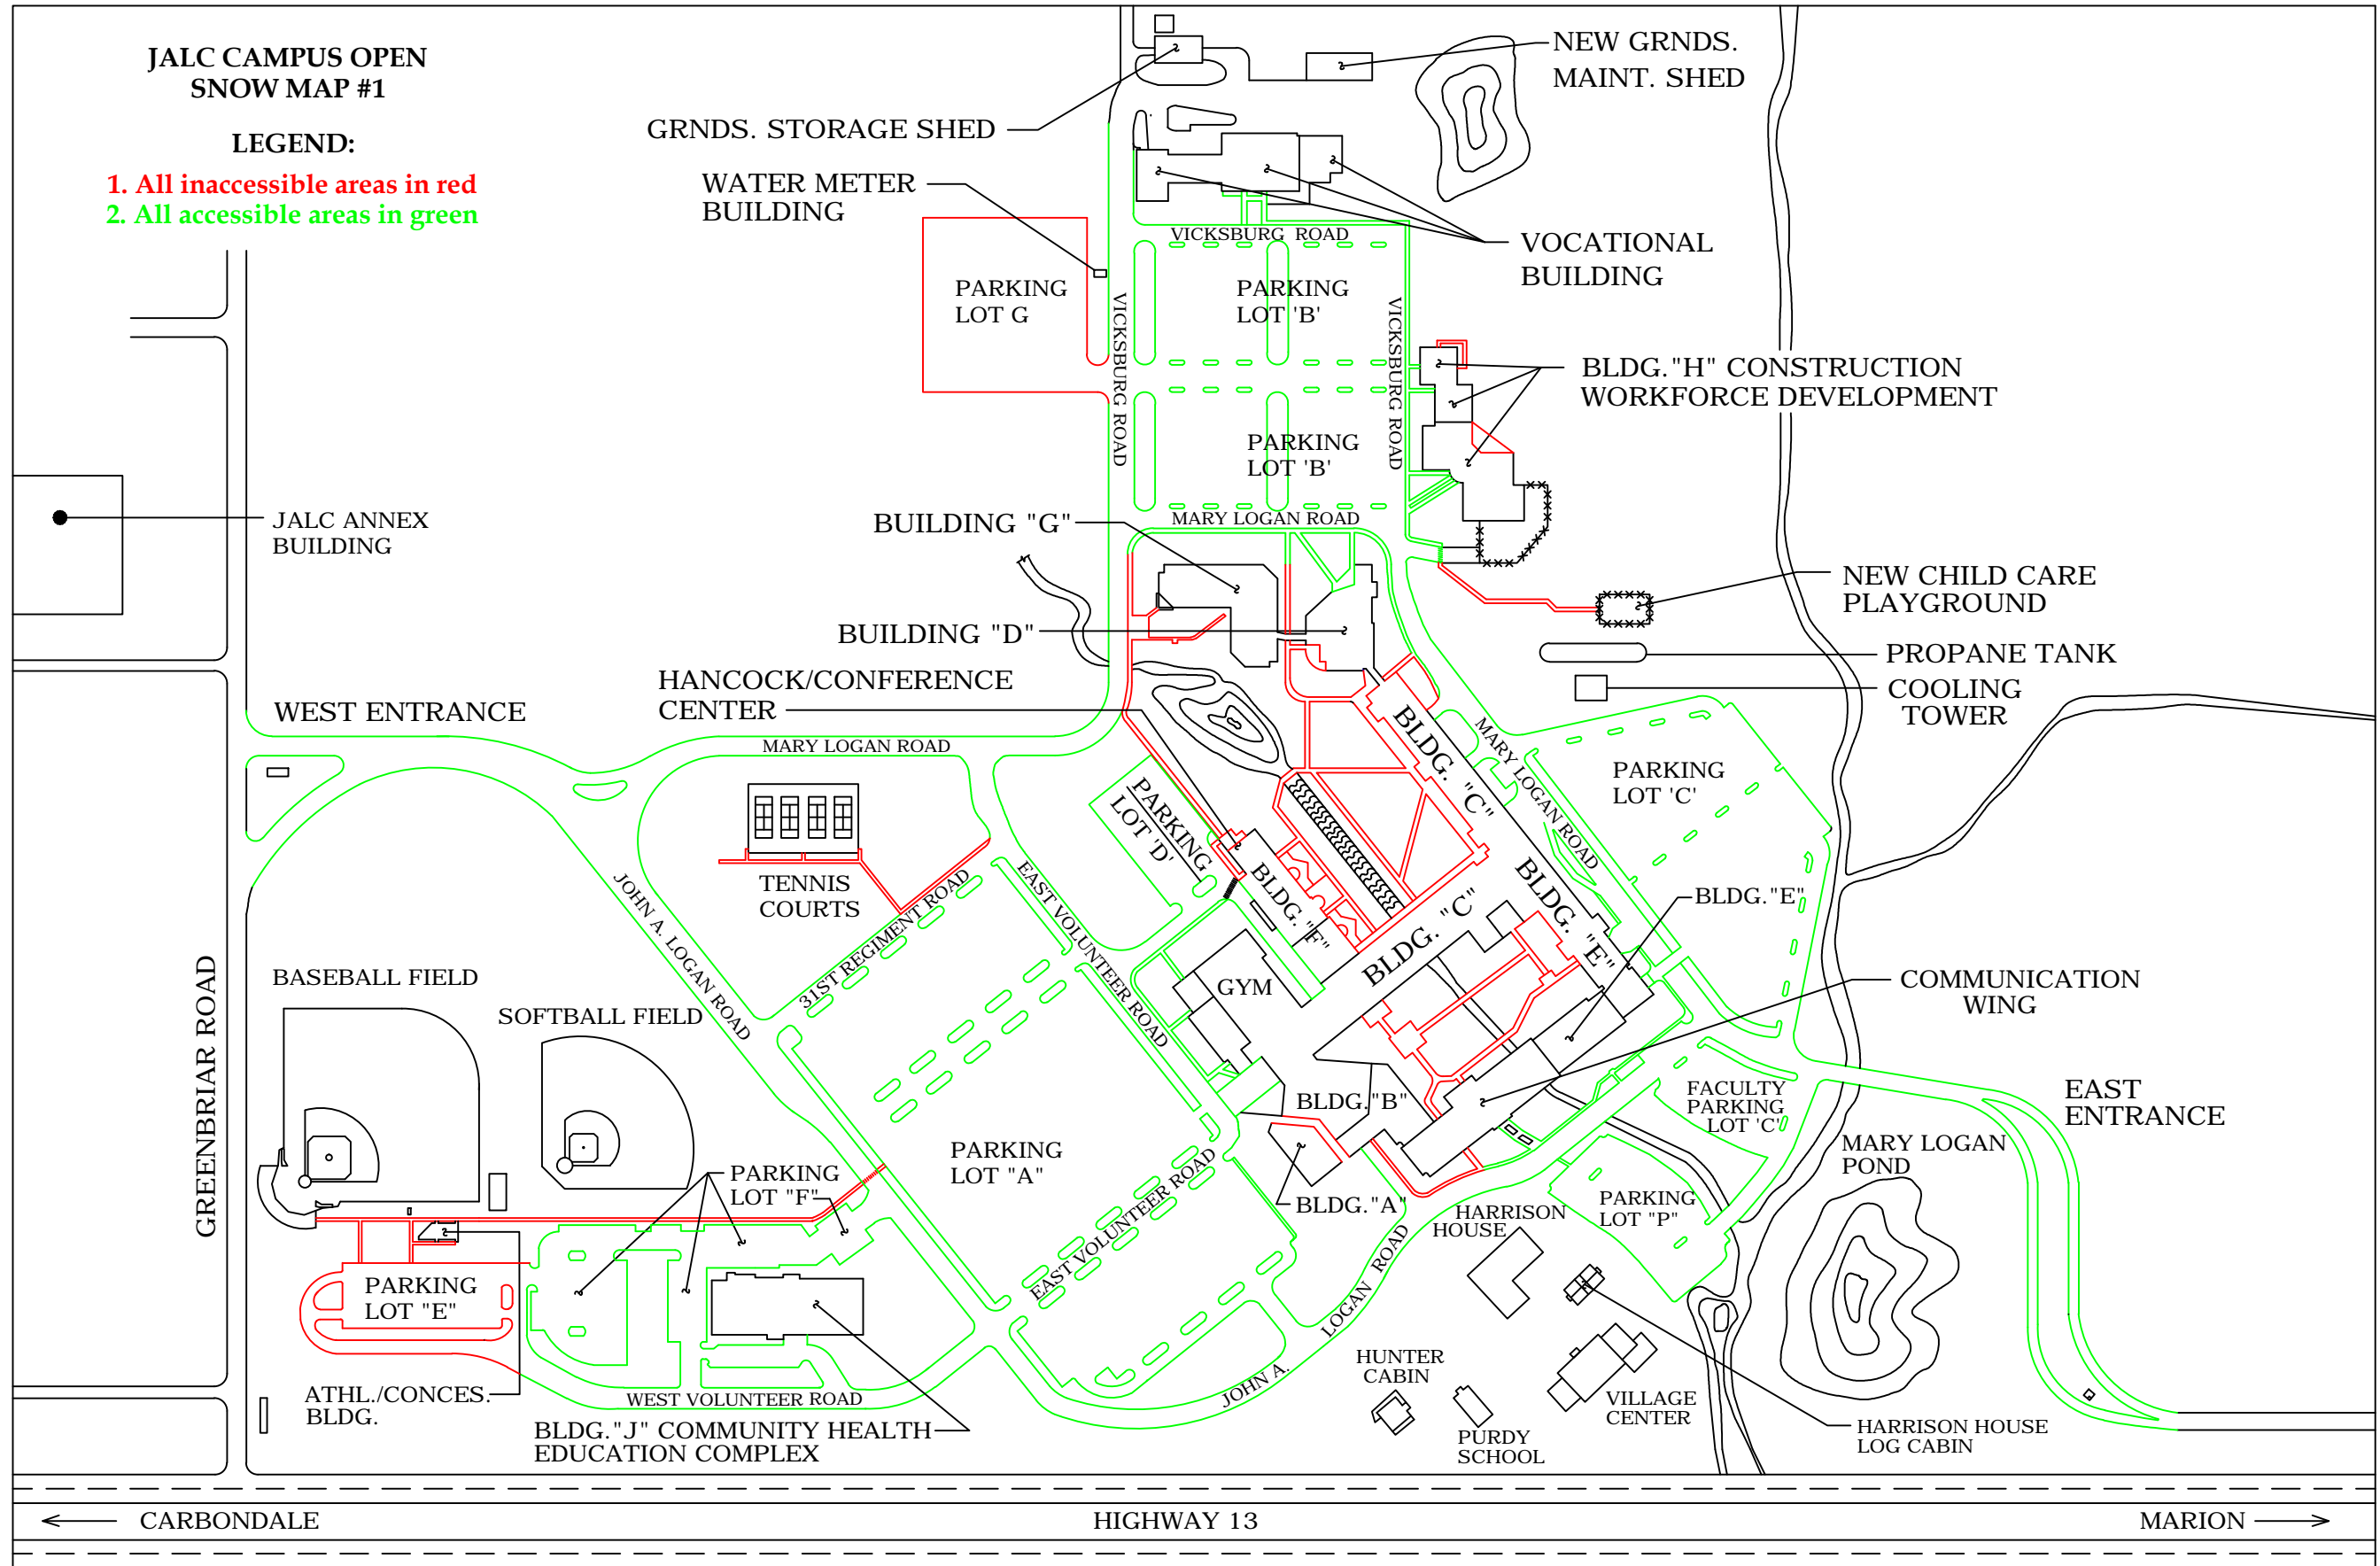 JALC CAMPUS OPEN
SNOW MAP #1
LEGEND:
1. All inaccessible areas in red
2. All accessible areas in green
NEW GRNDS.
MAINT. SHED
GRNDS. STORAGE SHED
WATER METER
BUILDING
VICKSBURG ROAD
VOCATIONAL
BUILDING
PARKING
LOT G
PARKING
LOT 'B'
VICKSBURG ROAD
VICKSBURG ROAD
BLDG."H" CONSTRUCTION
WORKFORCE DEVELOPMENT
PARKING
LOT 'B'
JALC ANNEX
BUILDING
BUILDING "G"
MARY LOGAN ROAD
NEW CHILD CARE
PLAYGROUND
BUILDING "D"
PROPANE TANK
HANCOCK/CONFERENCE
CENTER
COOLING
TOWER
WEST ENTRANCE
MARY LOGAN ROAD
BLDG. "C"
MARY LOGAN ROAD
PARKING
LOT 'C'
PARKING
LOT 'D'
TENNIS
COURTS
JOHN A. LOGAN ROAD
31ST REGIMENT ROAD
EAST VOLUNTEER ROAD
BLDG. "F"
BLDG. "C"
BLDG. "E"
BLDG."E"
GREENBRIAR ROAD
BASEBALL FIELD
SOFTBALL FIELD
GYM
COMMUNICATION
WING
BLDG."B"
FACULTY
PARKING
LOT 'C'
EAST
ENTRANCE
PARKING
LOT "A"
MARY LOGAN
POND
PARKING
LOT "F"
EAST VOLUNTEER ROAD
BLDG."A"
HARRISON
HOUSE
PARKING
LOT "P"
PARKING
LOT "E"
JOHN A. LOGAN ROAD
HUNTER
CABIN
ATHL./CONCES.
BLDG.
WEST VOLUNTEER ROAD
BLDG."J" COMMUNITY HEALTH
EDUCATION COMPLEX
PURDY
SCHOOL
VILLAGE
CENTER
HARRISON HOUSE
LOG CABIN
CARBONDALE
HIGHWAY 13
MARION